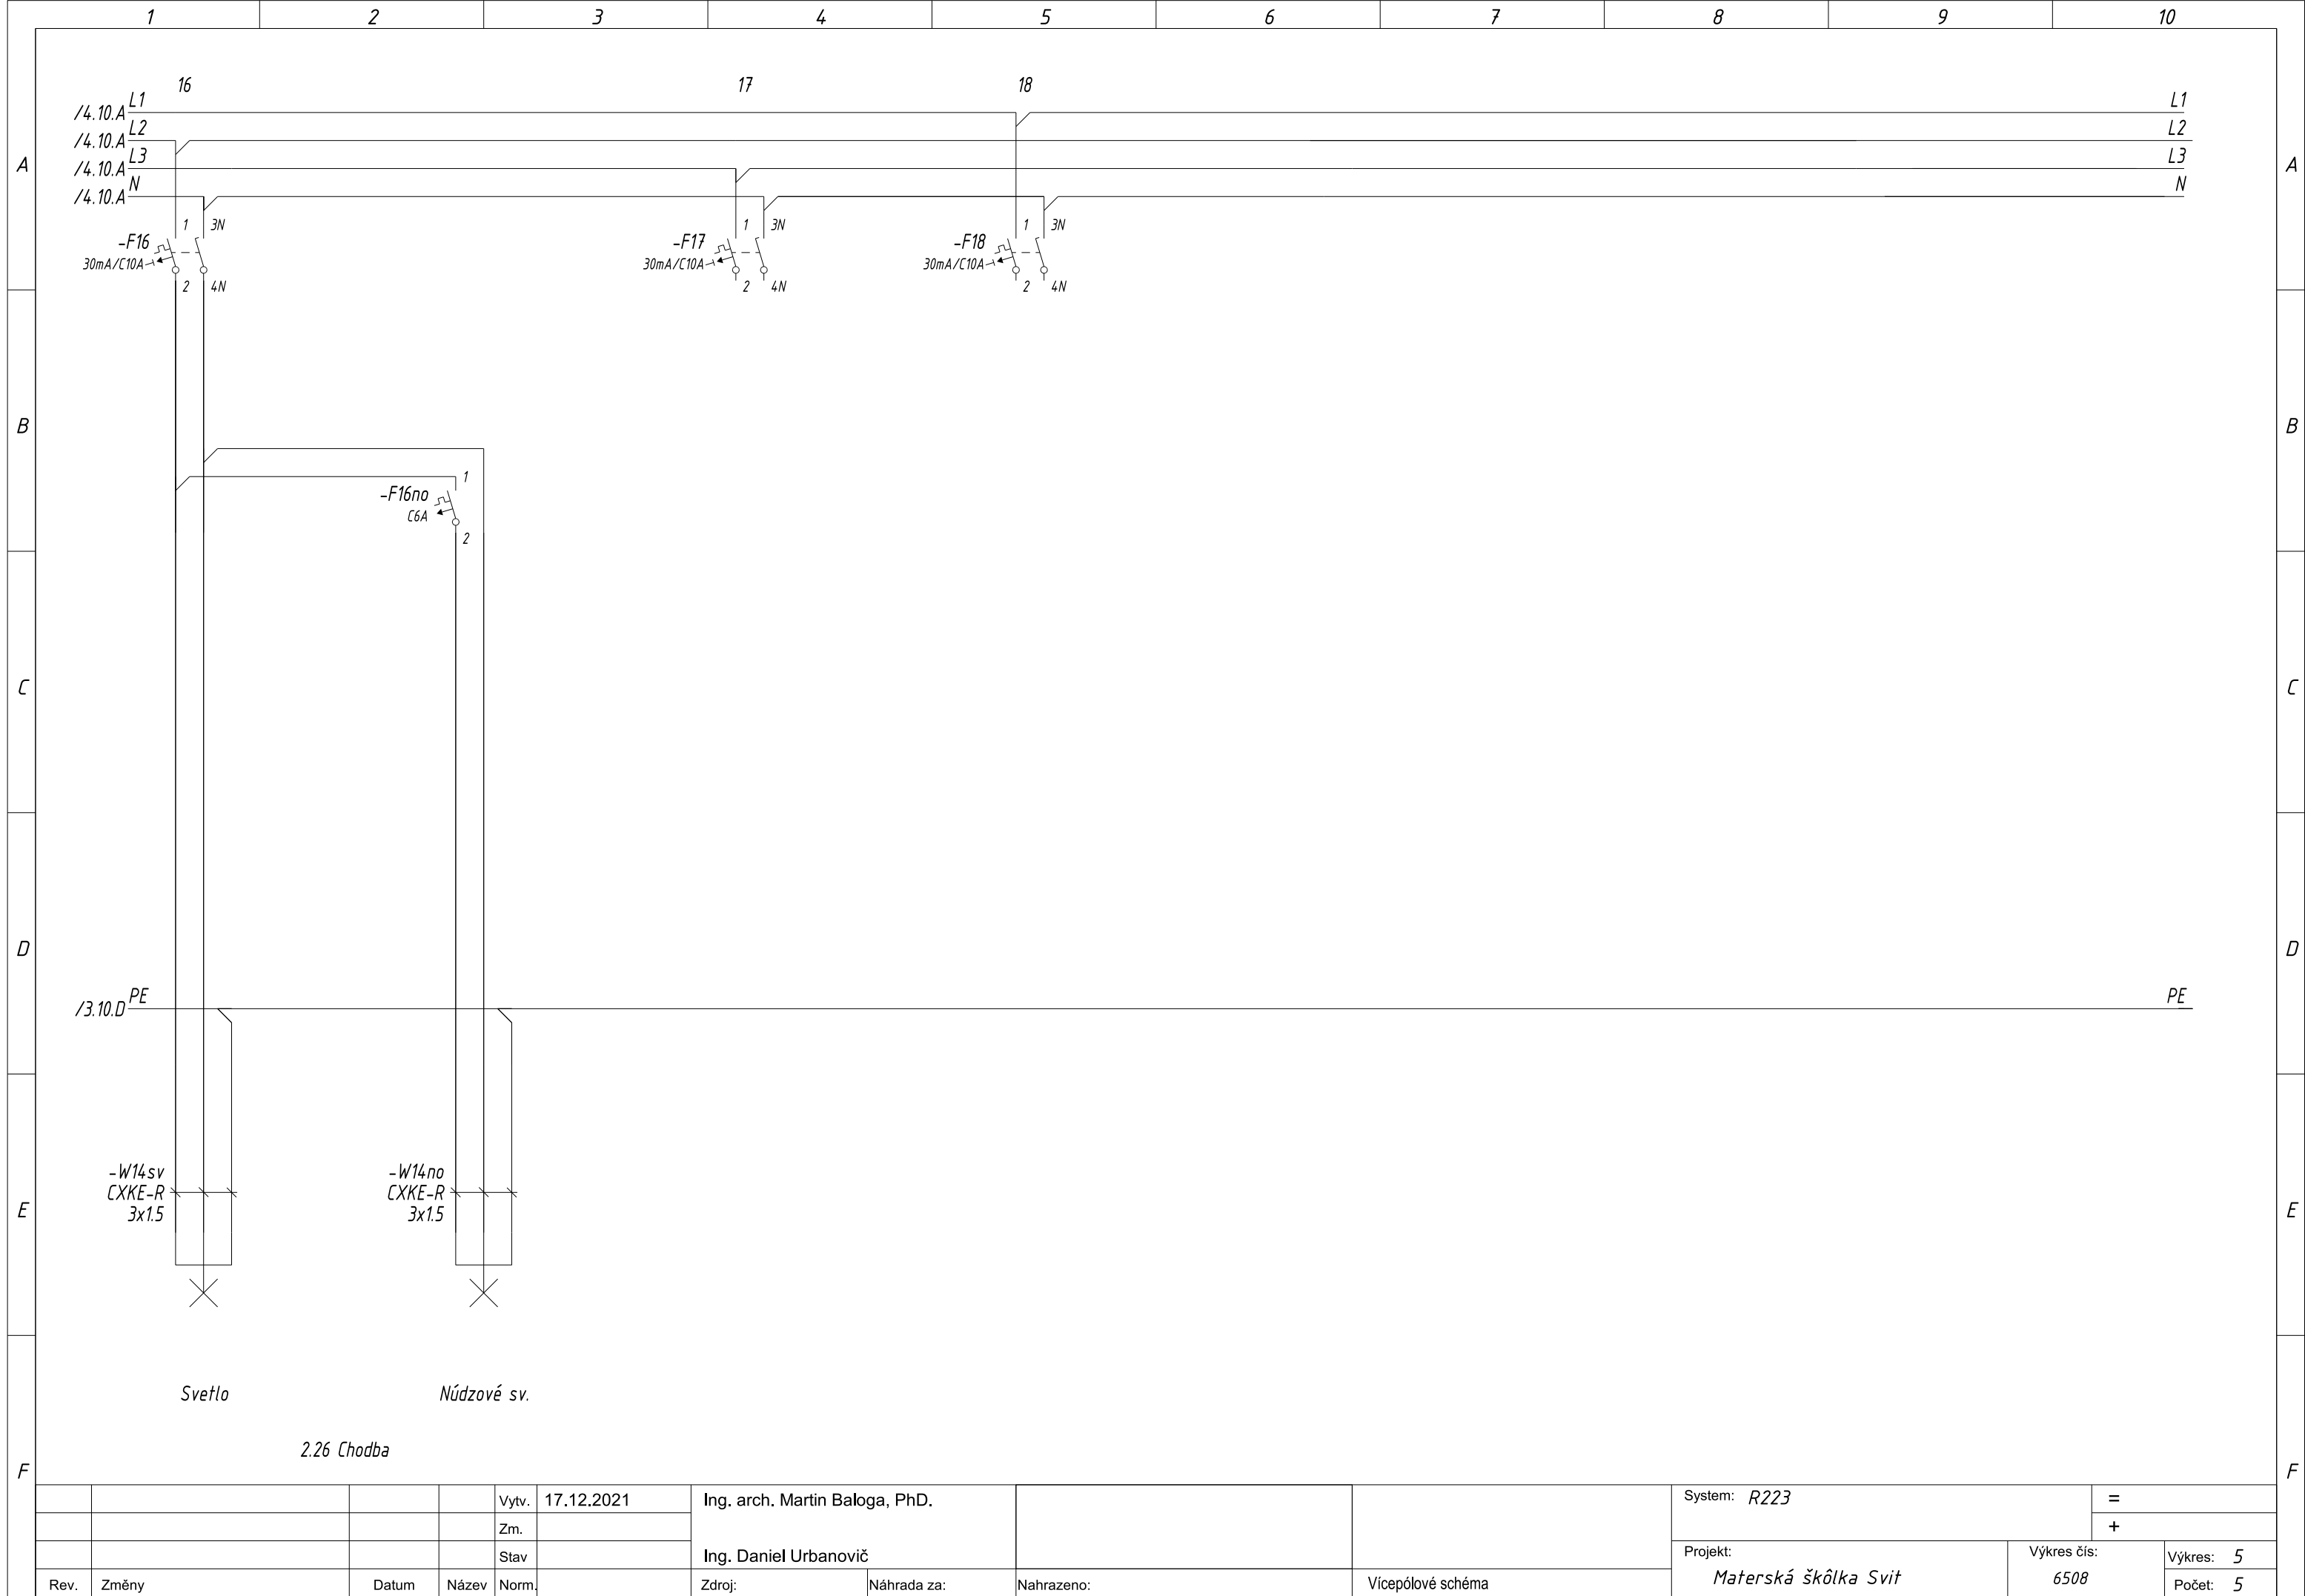 1 2 3 4 5 6 7 8 9 10
16 17 18
/4.10.A L1 L1
/4.10.A L2 L2
A /4.10.A L3 L3 A
/4.10.A N N
1 3N 1 3N 1 3N
-F16 -F17 -F18
30mA/C10A 30mA/C10A 30mA/C10A
2 4N 2 4N 2 4N
B B
1
-F16no
C6A
2
C C
D D
/3.10.D PE PE
-W14sv -W14no
CXKE-R CXKE-R
E 3x1.5 3x1.5 E
Svetlo Núdzové sv.
2.26 Chodba
F F
Vytv. 17.12.2021 Ing. arch. Martin Baloga, PhD. System: R223 =
Zm. +
Stav Ing. Daniel Urbanovič Projekt: Výkres čís: Výkres: 5
Rev. Změny Datum Název Norm. Zdroj: Náhrada za: Nahrazeno: Vícepólové schéma Materská škôlka Svit 6508 Počet: 5